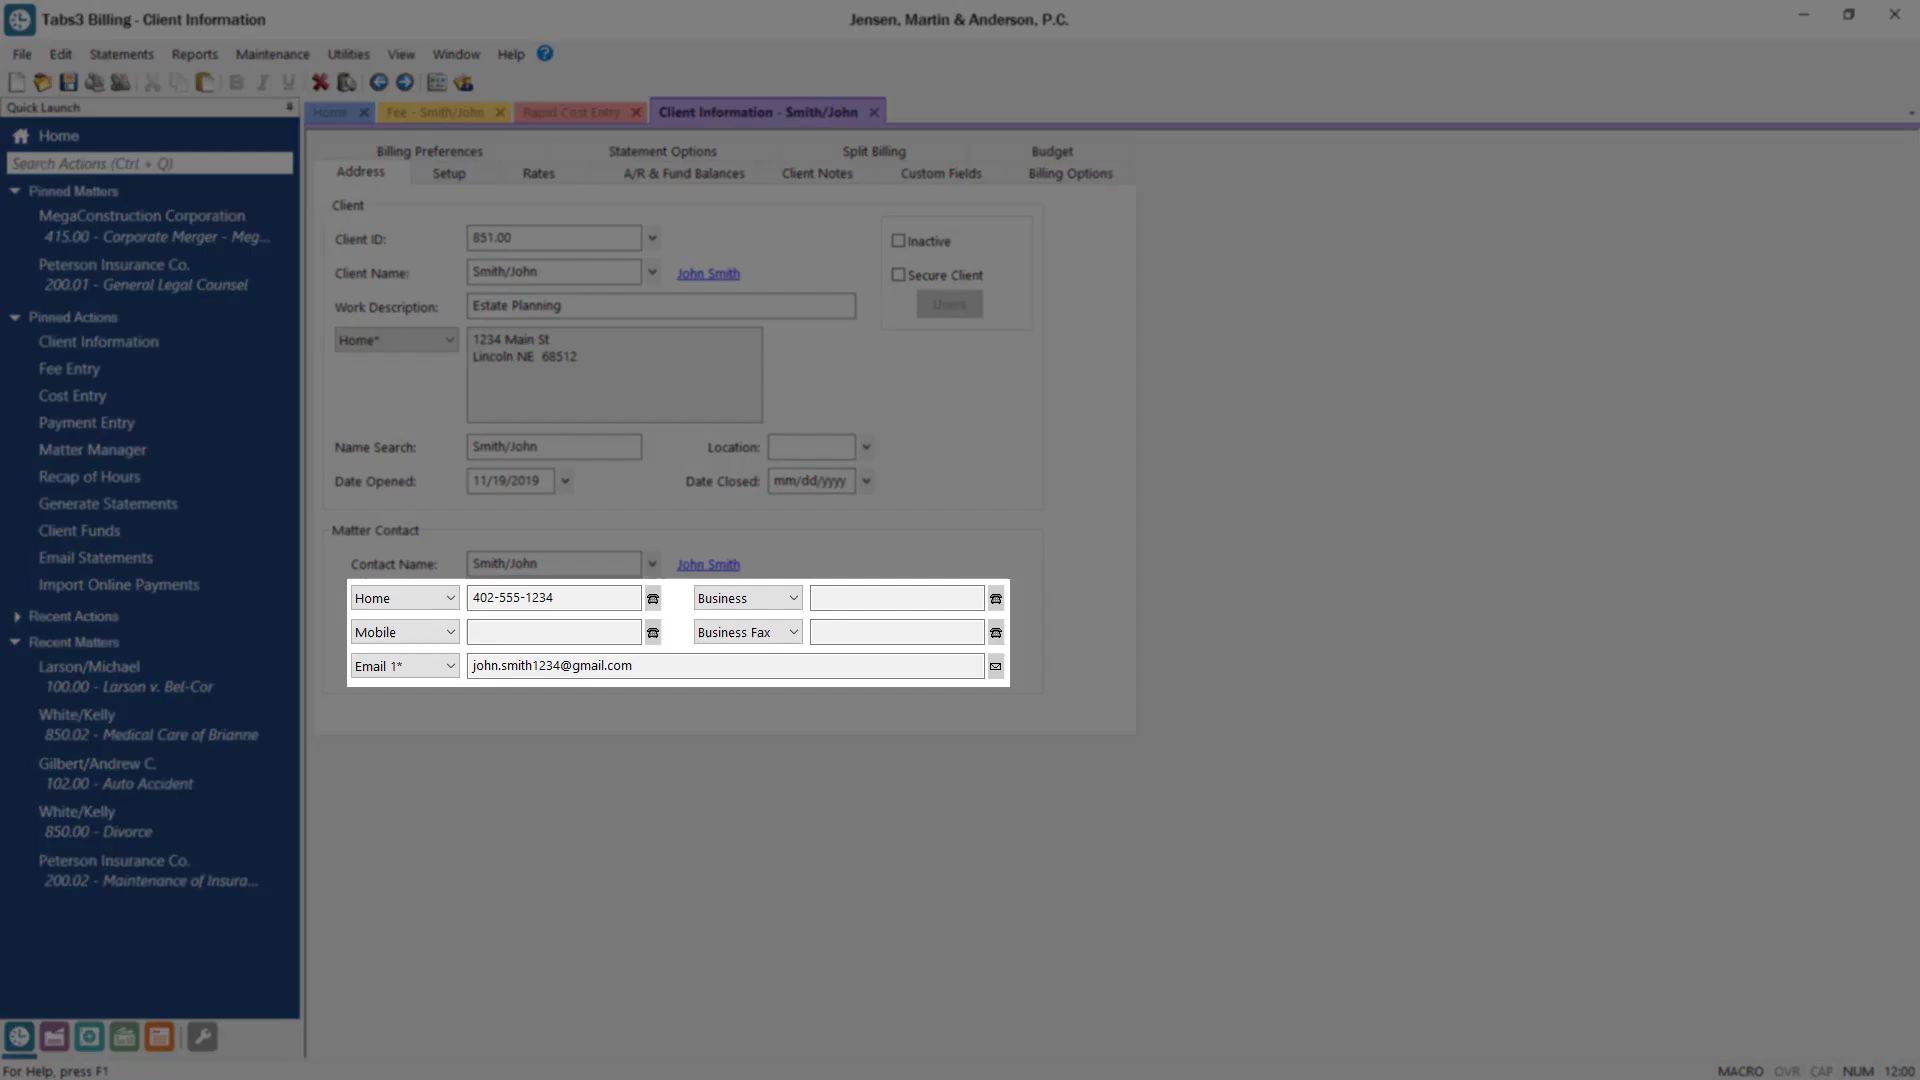 Tabs3 Billing - Client Information
Jensen, Martin & Anderson, P.C.
File Edit Statements Reports Maintenance Utilities View Window Help
Quick Launch
Home
Fee - Smith/John
Rapid Cost Entry
Client Information - Smith/John
Home
Search Actions (Ctrl + Q)
Pinned Matters
MegaConstruction Corporation
415.00 - Corporate Merger - Meg...
Peterson Insurance Co.
200.01 - General Legal Counsel
Pinned Actions
Client Information
Fee Entry
Cost Entry
Payment Entry
Matter Manager
Recap of Hours
Generate Statements
Client Funds
Email Statements
Import Online Payments
Recent Actions
Recent Matters
Larson/Michael
100.00 - Larson v. Bel-Cor
White/Kelly
850.02 - Medical Care of Brianne
Gilbert/Andrew C.
102.00 - Auto Accident
White/Kelly
850.00 - Divorce
Peterson Insurance Co.
200.02 - Maintenance of Insura...
Billing Preferences Statement Options Split Billing Budget
Address Setup Rates A/R & Fund Balances Client Notes Custom Fields Billing Options
Client
Client ID: 851.00
Inactive
Client Name: Smith/John John Smith
Secure Client
Users
Work Description: Estate Planning
Home* 1234 Main St
Lincoln NE 68512
Name Search: Smith/John Location:
Date Opened: 11/19/2019 Date Closed: mm/dd/yyyy
Matter Contact
Contact Name: Smith/John John Smith
Home 402-555-1234 Business
Mobile Business Fax
Email 1* john.smith1234@gmail.com
For Help, press F1
MACRO OVR CAP NUM 12:00